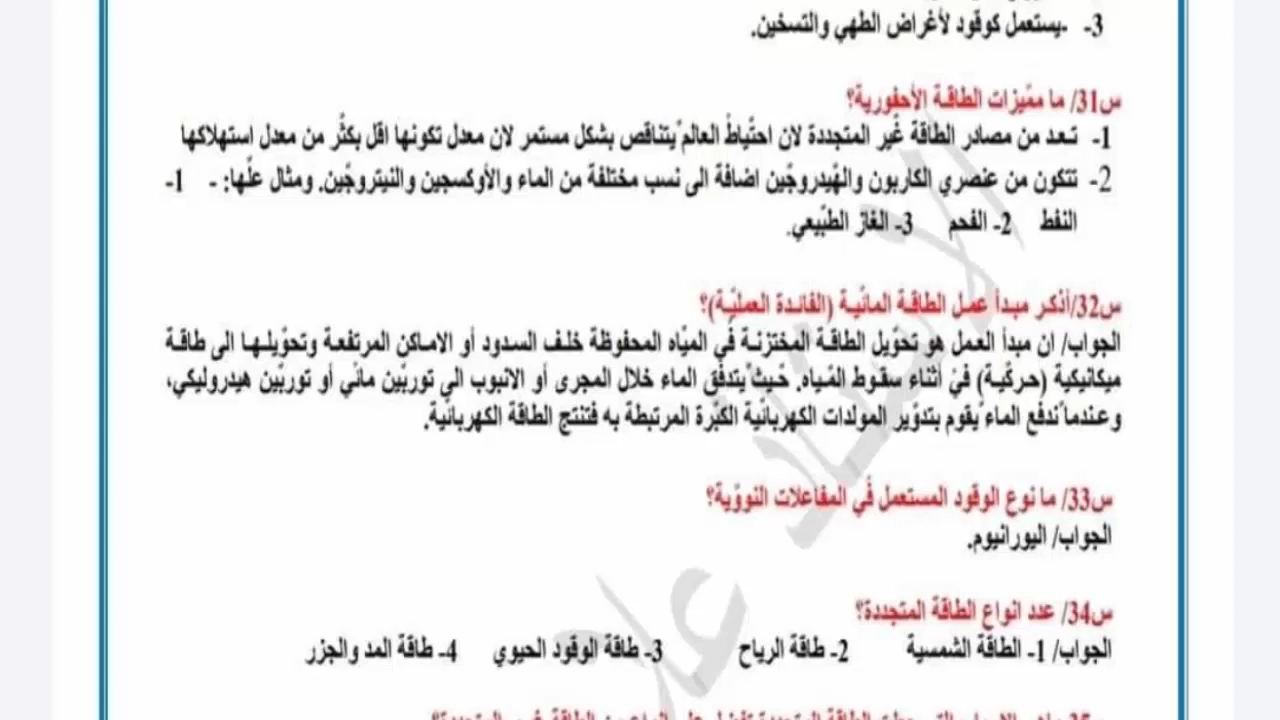 3- -يستعمل كوقود لأغراض الطهي والتسخين.
س31/ ما مميزات الطاقة الأحفورية؟
1- تعد من مصادر الطاقة غير المتجددة لان احتياط العالم يتناقص بشكل مستمر لان معدل تكونها اقل بكثر من معدل استهلاكها
2- تتكون من عنصري الكاربون والهيدروجين اضافة الى نسب مختلفة من الماء والأوكسجين والنيتروجين. ومثال علها: - 1-
النفط 2- الفحم 3- الغاز الطبيعي.
س32/أذكر مبدأ عمل الطاقة المائية (الفائدة العملية)؟
الجواب/ ان مبدأ العمل هو تحويل الطاقة المختزنة في المياه المحفوظة خلف السدود أو الاماكن المرتفعة وتحويلها الى طاقة
ميكانيكية (حركية) في أثناء سقوط المياه. حيث يتدفق الماء خلال المجرى أو الانبوب الى توربين مائي أو توربين هيدروليكي،
وعندما ندفع الماء يقوم بتدوير المولدات الكهربائية الكبرة المرتبطة به فتنتج الطاقة الكهربائية.
س33/ ما نوع الوقود المستعمل في المفاعلات النووية؟
الجواب/ اليورانيوم.
س34/ عدد انواع الطاقة المتجددة؟
الجواب/ 1- الطاقة الشمسية 2- طاقة الرياح 3- طاقة الوقود الحيوي 4- طاقة المد والجزر